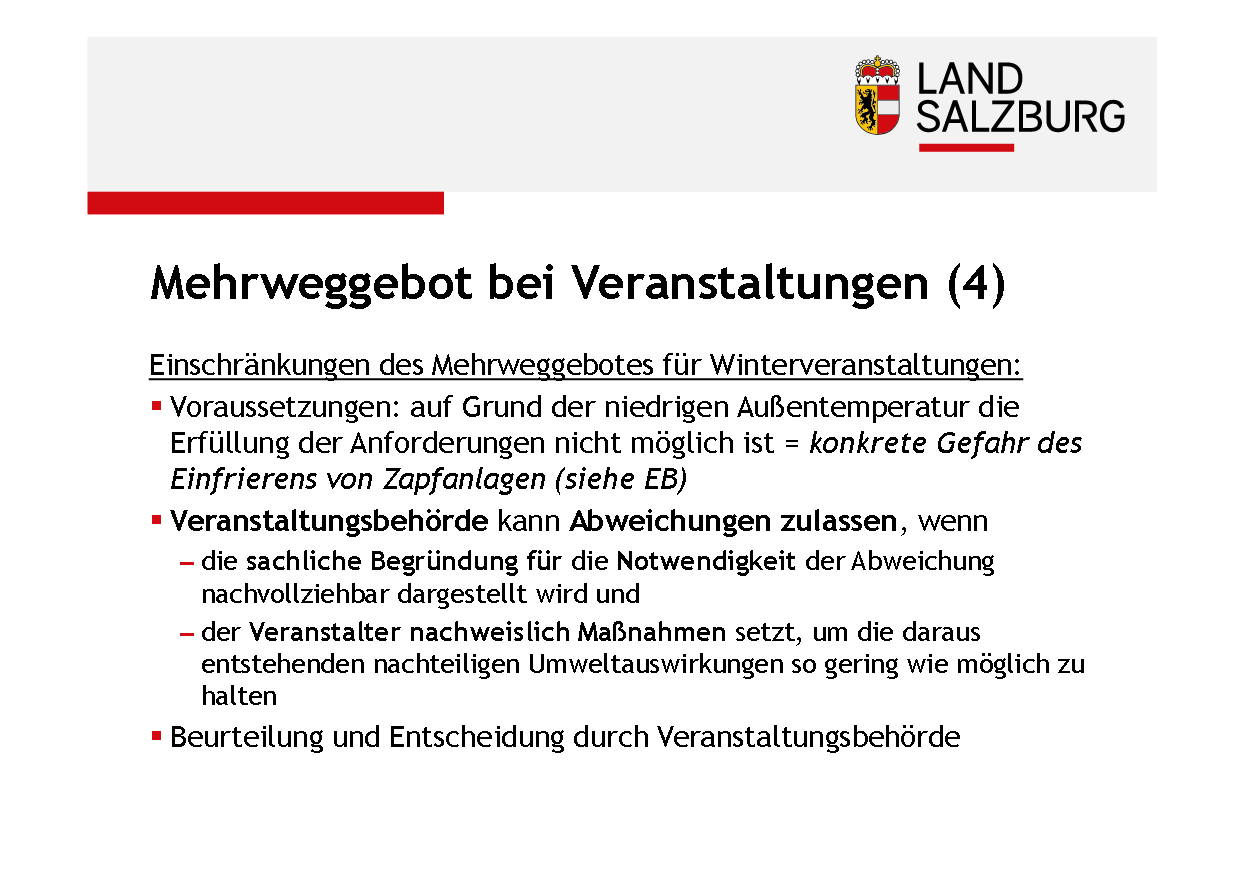 LAND
SALZBURG
Mehrweggebot bei Veranstaltungen (4)
Einschränkungen des Mehrweggebotes für Winterveranstaltungen:
▪ Voraussetzungen: auf Grund der niedrigen Außentemperatur die
Erfüllung der Anforderungen nicht möglich ist = konkrete Gefahr des
Einfrierens von Zapfanlagen (siehe EB)
▪ Veranstaltungsbehörde kann Abweichungen zulassen, wenn
– die sachliche Begründung für die Notwendigkeit der Abweichung
nachvollziehbar dargestellt wird und
– der Veranstalter nachweislich Maßnahmen setzt, um die daraus
entstehenden nachteiligen Umweltauswirkungen so gering wie möglich zu
halten
▪ Beurteilung und Entscheidung durch Veranstaltungsbehörde